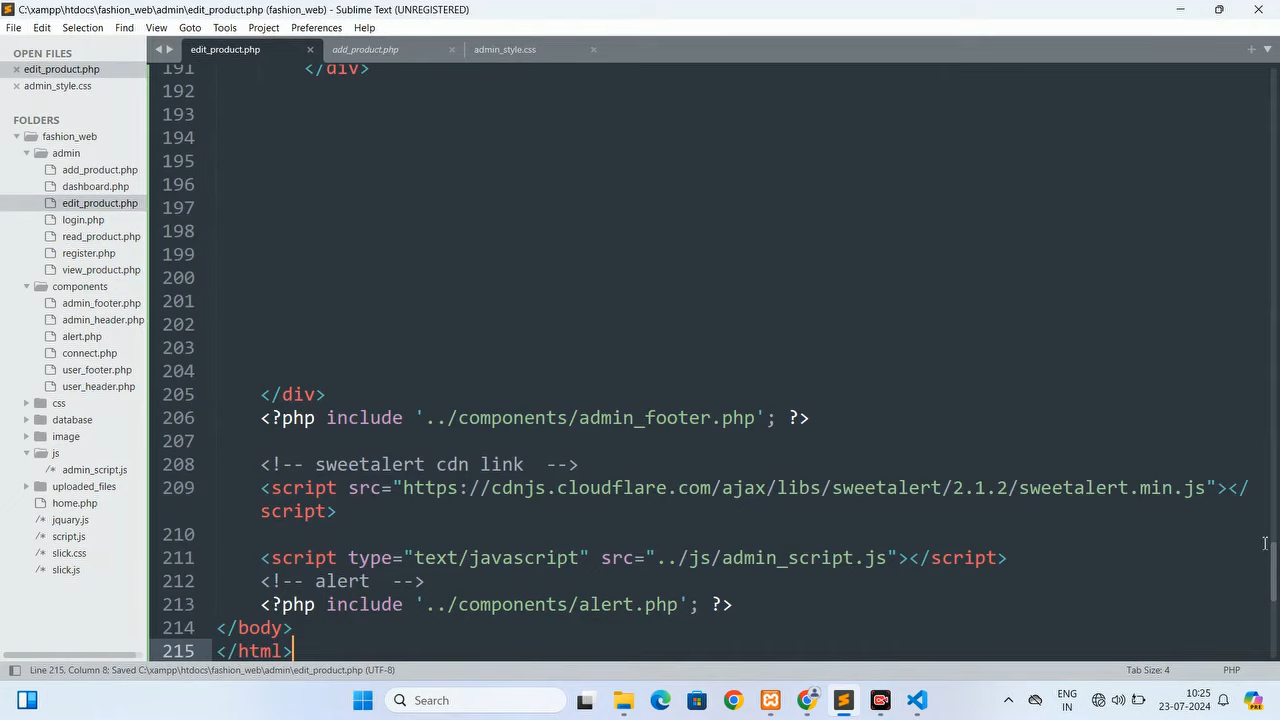 C:\xampp\htdocs\fashion_web\admin\edit_product.php (fashion_web) - Sublime Text (UNREGISTERED)
File Edit Selection Find View Goto Tools Project Preferences Help
OPEN FILES
edit_product.php
admin_style.css
FOLDERS
fashion_web
admin
add_product.php
dashboard.php
edit_product.php
login.php
read_product.php
register.php
view_product.php
components
admin_footer.php
admin_header.php
alert.php
connect.php
user_footer.php
user_header.php
css
database
image
js
admin_script.js
uploaded_files
home.php
jquary.js
script.js
slick.css
slick.js
edit_product.php add_product.php admin_style.css
191 </div>
192
193
194
195
196
197
198
199
200
201
202
203
204
205 </div>
206 <?php include '../components/admin_footer.php'; ?>
207
208 <!-- sweetalert cdn link  -->
209 <script src="https://cdnjs.cloudflare.com/ajax/libs/sweetalert/2.1.2/sweetalert.min.js"></
script>
210
211 <script type="text/javascript" src="../js/admin_script.js"></script>
212 <!-- alert  -->
213 <?php include '../components/alert.php'; ?>
214 </body>
215 </html>
Line 215, Column 8; Saved C:\xampp\htdocs\fashion_web\admin\edit_product.php (UTF-8) Tab Size: 4 PHP
Search
ENG
IN
10:25
23-07-2024